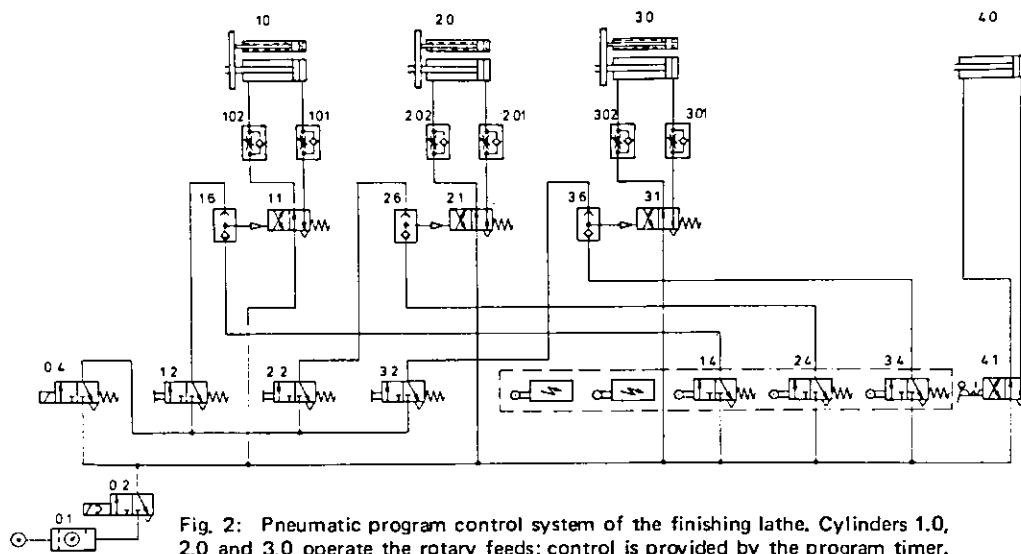 10 20 30 40
102 101 202 201 302 301
16 11 26 21 36 31
04 12 22 32 14 24 34 41
02
01
Fig. 2: Pneumatic program control system of the finishing lathe. Cylinders 1.0,
2.0 and 3.0 operate the rotary feeds; control is provided by the program timer.